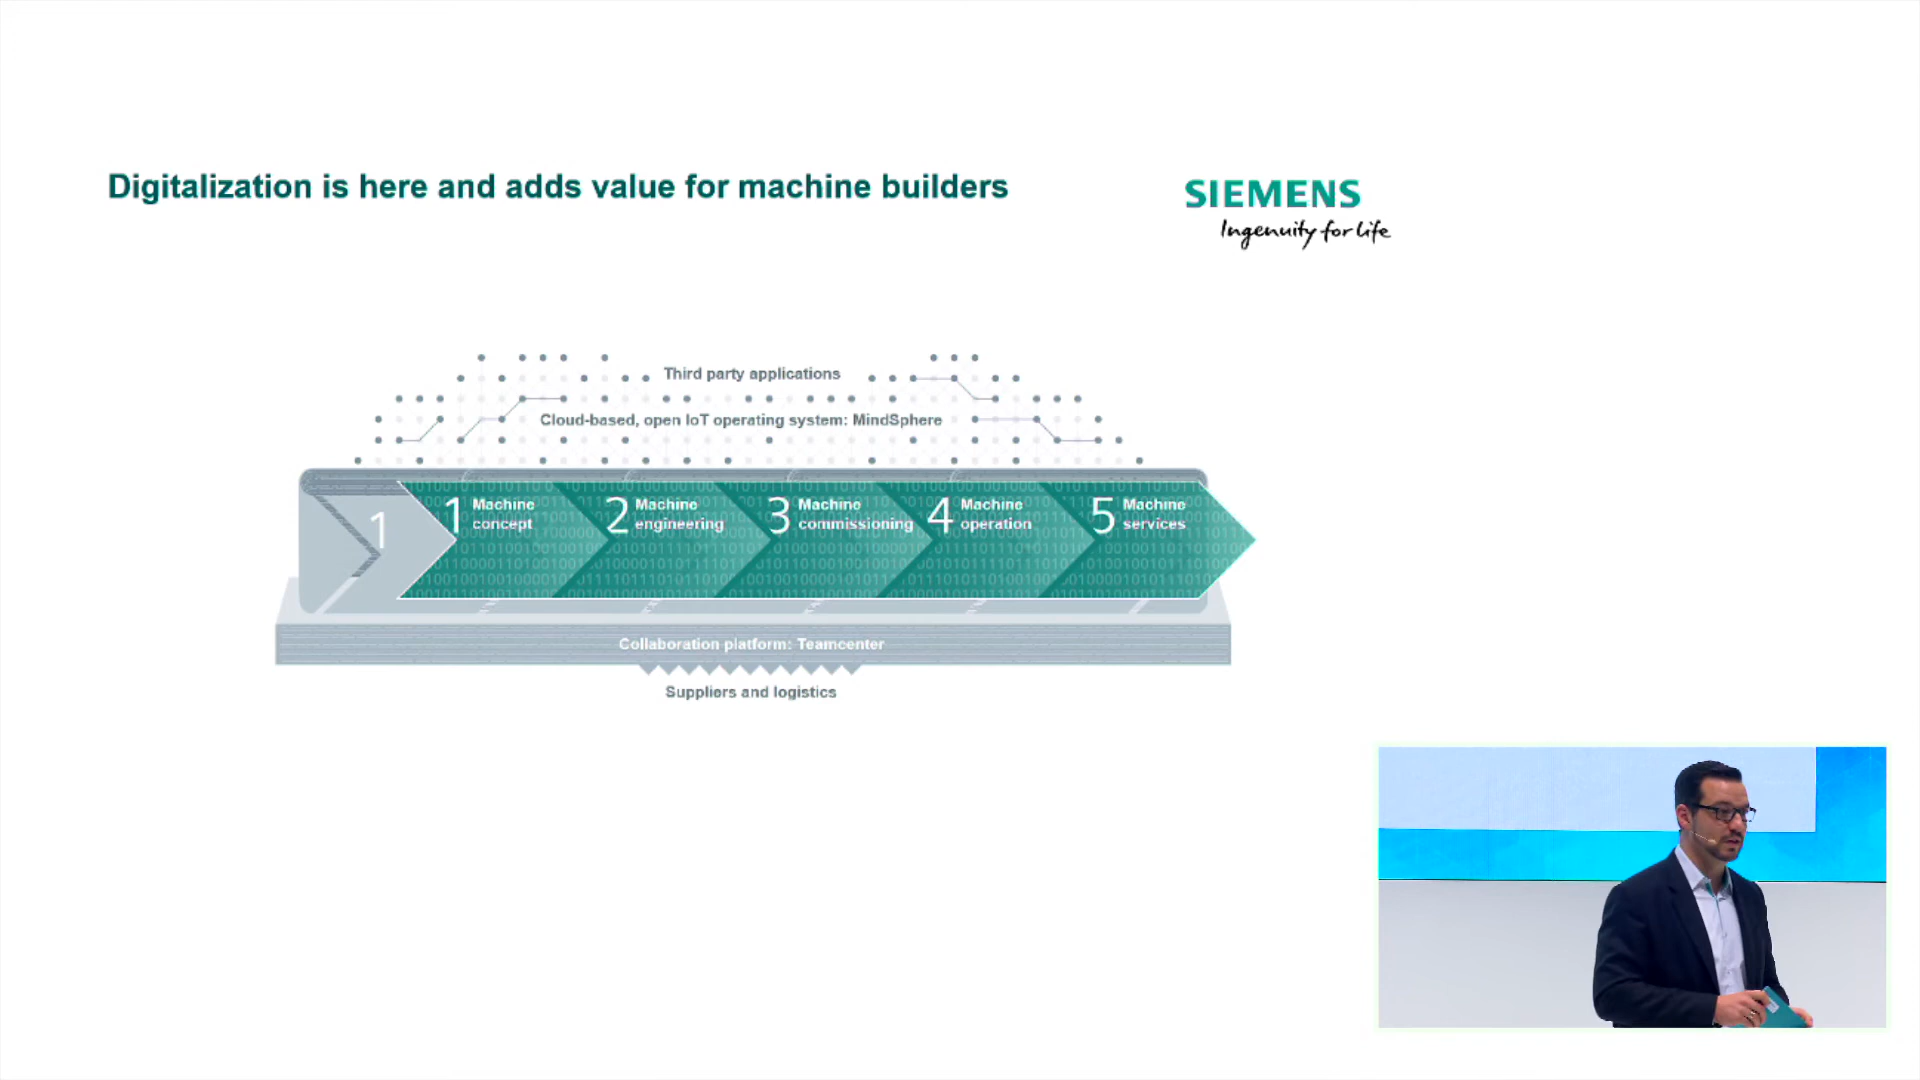 Digitalization is here and adds value for machine builders
SIEMENS
Ingenuity for life
Third party applications
Cloud-based, open IoT operating system: MindSphere
1
1 Machine
concept
2 Machine
engineering
3 Machine
commissioning
4 Machine
operation
5 Machine
services
Collaboration platform: Teamcenter
Suppliers and logistics